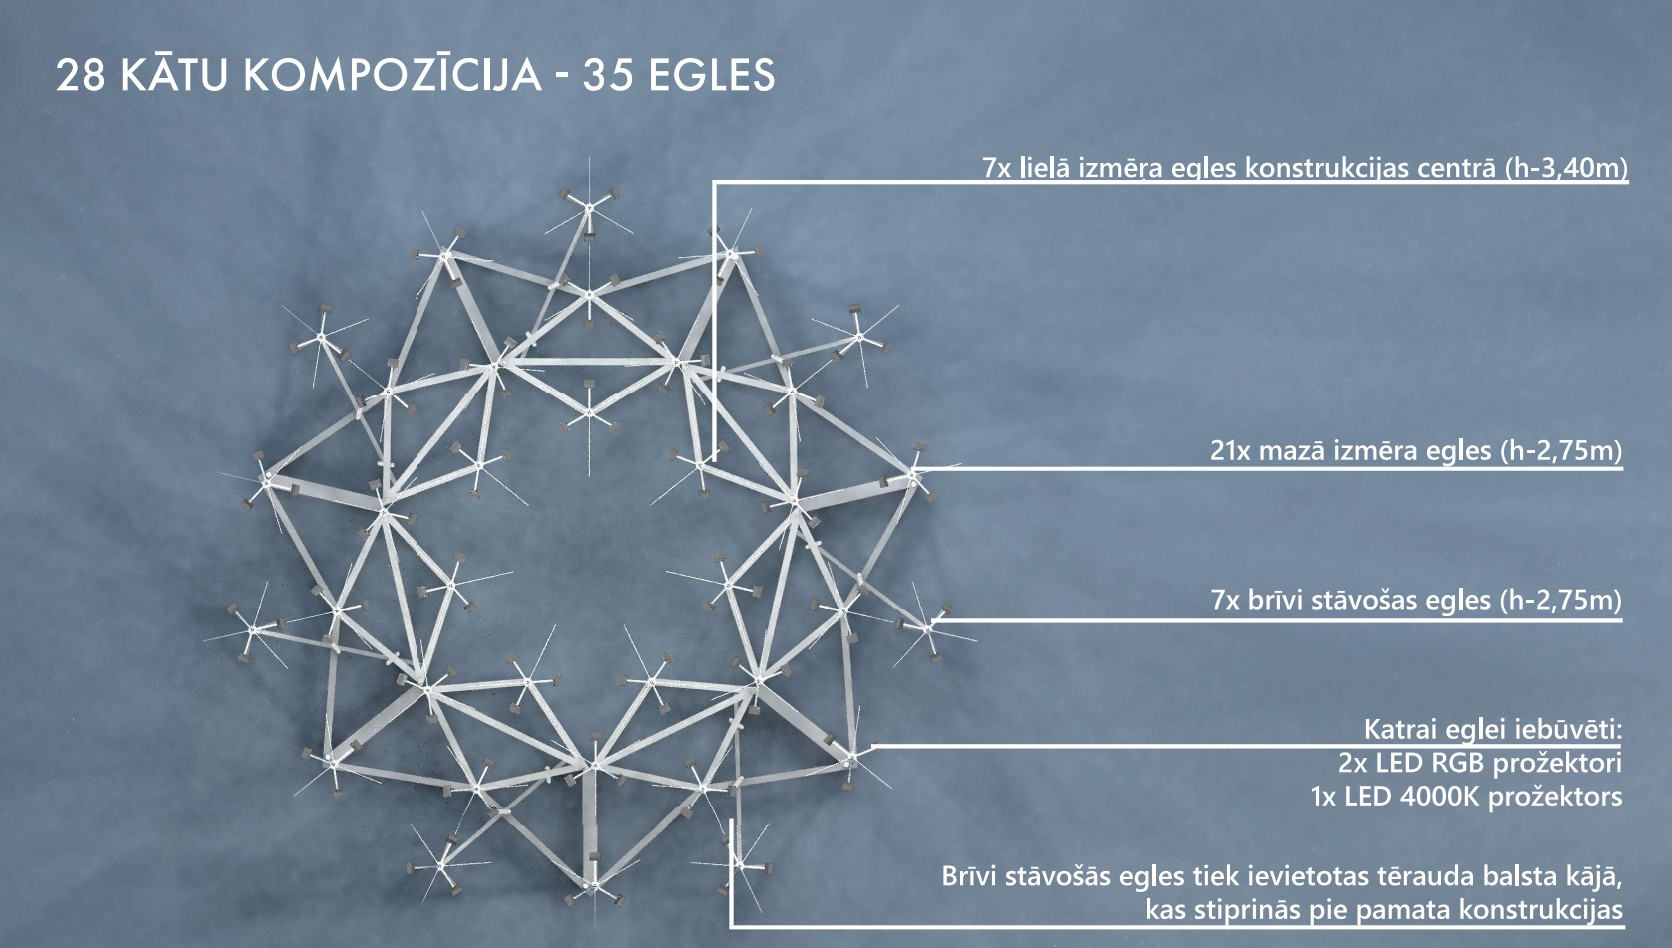 28 KĀTU KOMPOZĪCIJA - 35 EGLES
7x lielā izmēra egles konstrukcijas centrā (h-3,40m)
21x mazā izmēra egles (h-2,75m)
7x brīvi stāvošas egles (h-2,75m)
Katrai eglei iebūvēti:
2x LED RGB prožektori
1x LED 4000K prožektors
Brīvi stāvošās egles tiek ievietotas tērauda balsta kājā,
kas stiprinās pie pamata konstrukcijas